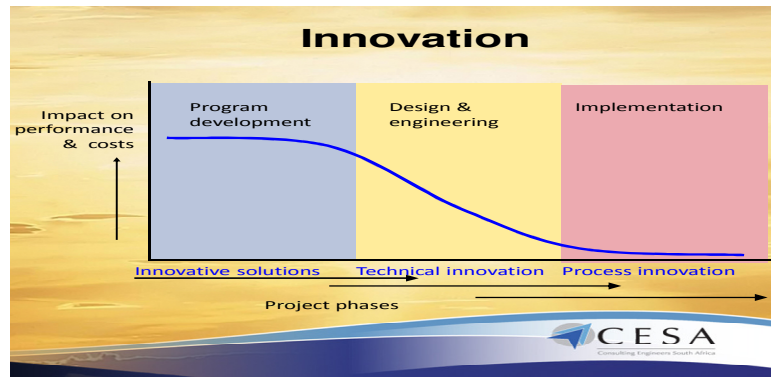 Innovation
Impact on
performance
& costs
Program
development
Design &
engineering
Implementation
Innovative solutions
Technical innovation
Process innovation
Project phases
CESA
Consulting Engineers South Africa